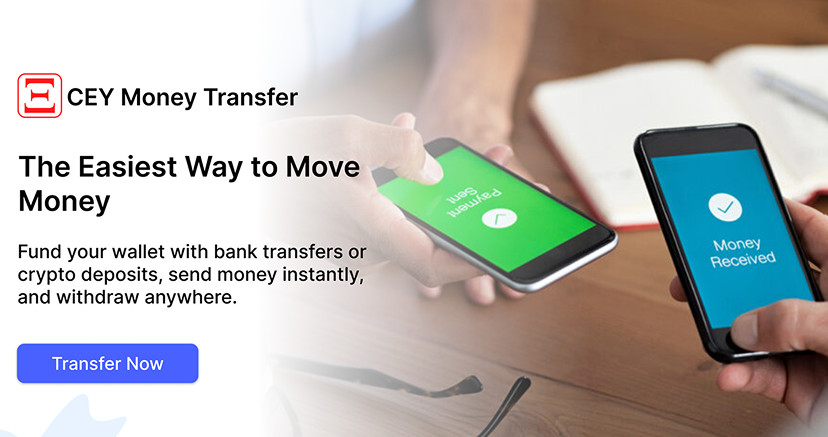 CEY Money Transfer
The Easiest Way to Move
Money
Fund your wallet with bank transfers or
crypto deposits, send money instantly,
and withdraw anywhere.
Transfer Now
Payment
Sent
Money
Received